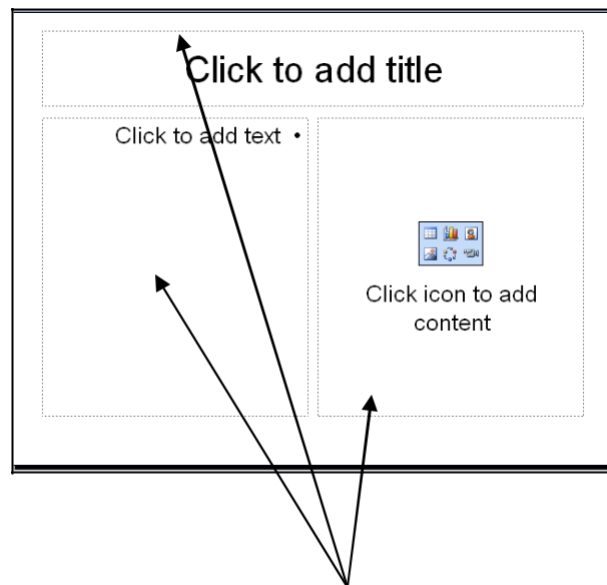 Click to add title
Click to add text •
Click icon to add
content